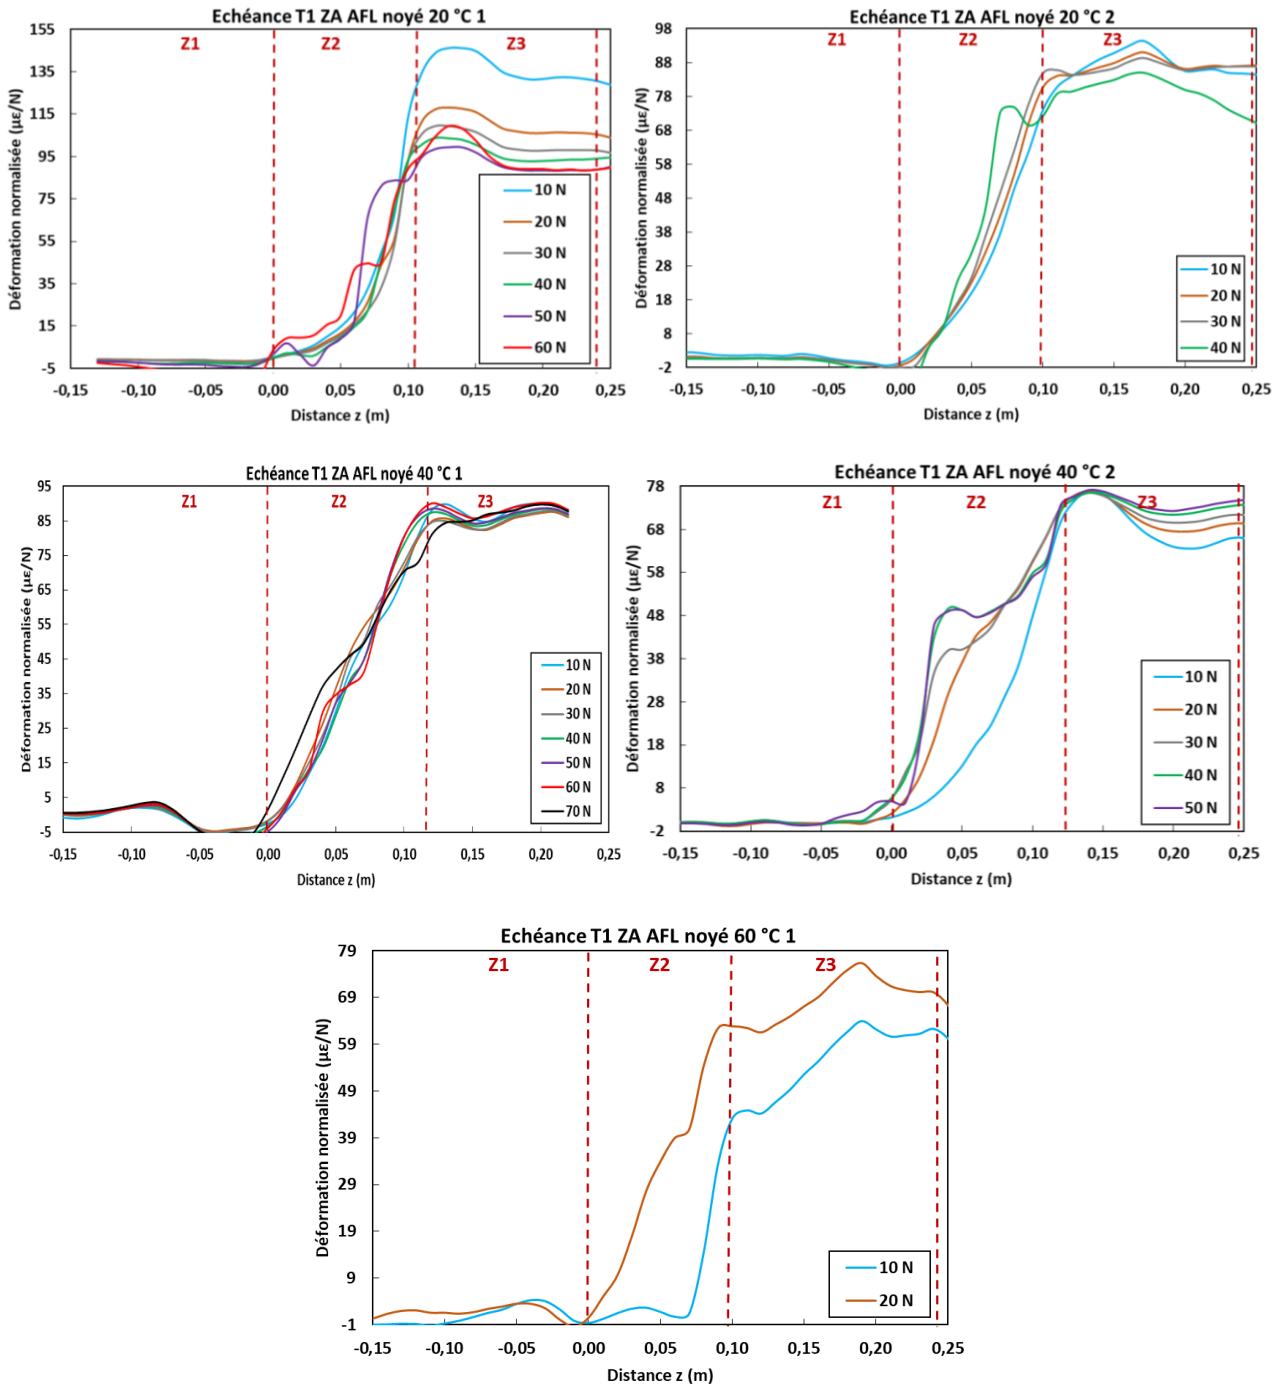 Echéance T1 ZA AFL noyé 20 °C 1
Z1 Z2 Z3
155
135
115
95
75
55
35
15
-5
Déformation normalisée (µε/N)
10 N
20 N
30 N
40 N
50 N
60 N
-0,15 -0,10 -0,05 0,00 0,05 0,10 0,15 0,20 0,25
Distance z (m)
Echéance T1 ZA AFL noyé 20 °C 2
Z1 Z2 Z3
98
88
78
68
58
48
38
28
18
8
-2
Déformation normalisée (µε/N)
10 N
20 N
30 N
40 N
-0,15 -0,10 -0,05 0,00 0,05 0,10 0,15 0,20 0,25
Distance z (m)
Echéance T1 ZA AFL noyé 40 °C 1
Z1 Z2 Z3
95
85
75
65
55
45
35
25
15
5
-5
Déformation normalisée (µε/N)
10 N
20 N
30 N
40 N
50 N
60 N
70 N
-0,15 -0,10 -0,05 0,00 0,05 0,10 0,15 0,20 0,25
Distance z (m)
Echéance T1 ZA AFL noyé 40 °C 2
Z1 Z2 Z3
78
68
58
48
38
28
18
8
-2
Déformation normalisée (µε/N)
10 N
20 N
30 N
40 N
50 N
-0,15 -0,10 -0,05 0,00 0,05 0,10 0,15 0,20 0,25
Distance z (m)
Echéance T1 ZA AFL noyé 60 °C 1
Z1 Z2 Z3
79
69
59
49
39
29
19
9
-1
Déformation normalisée (µε/N)
10 N
20 N
-0,15 -0,10 -0,05 0,00 0,05 0,10 0,15 0,20 0,25
Distance z (m)